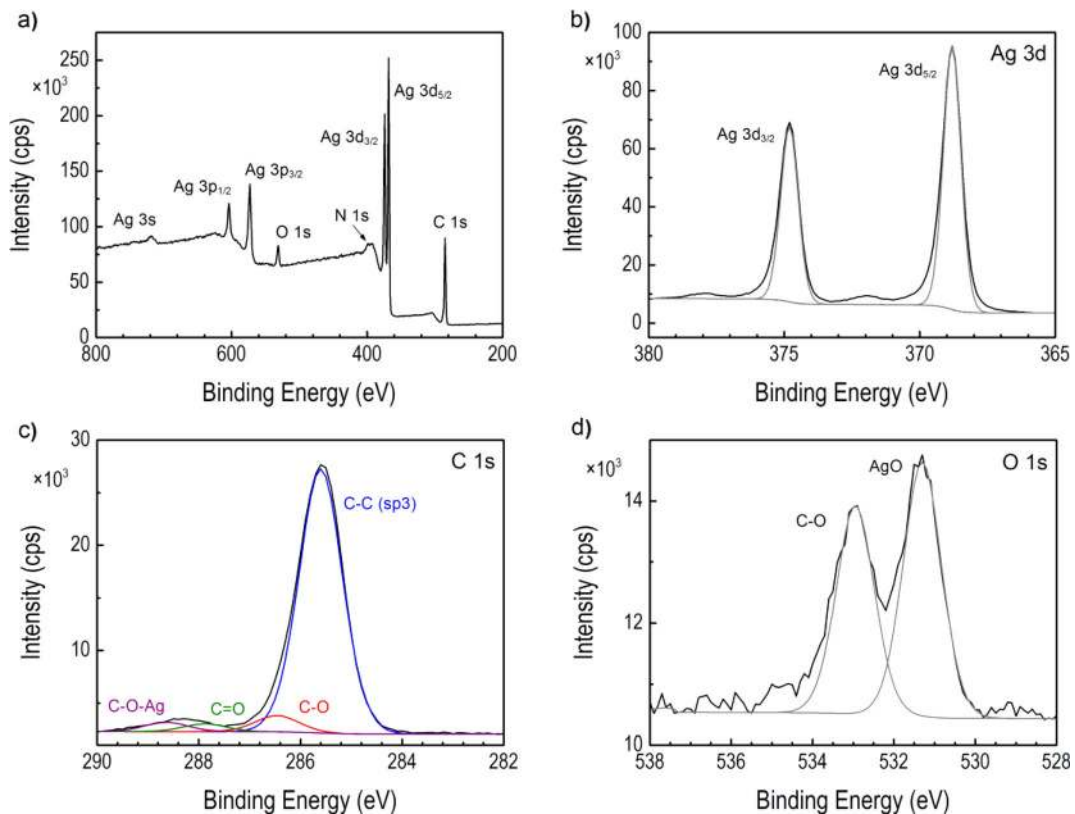 a)
×10³
250
200
150
100
50
0
Intensity (cps)
Ag 3s
Ag 3p₁/₂
Ag 3p₃/₂
O 1s
N 1s
Ag 3d₃/₂
Ag 3d₅/₂
C 1s
800 600 400 200
Binding Energy (eV)
b)
×10³
100
80
60
40
20
0
Intensity (cps)
Ag 3d
Ag 3d₃/₂
Ag 3d₅/₂
380 375 370 365
Binding Energy (eV)
c)
×10³
30
20
10
Intensity (cps)
C 1s
C-C (sp3)
C-O-Ag
C=O
C-O
290 288 286 284 282
Binding Energy (eV)
d)
×10³
14
12
10
Intensity (cps)
O 1s
AgO
C-O
538 536 534 532 530 528
Binding Energy (eV)